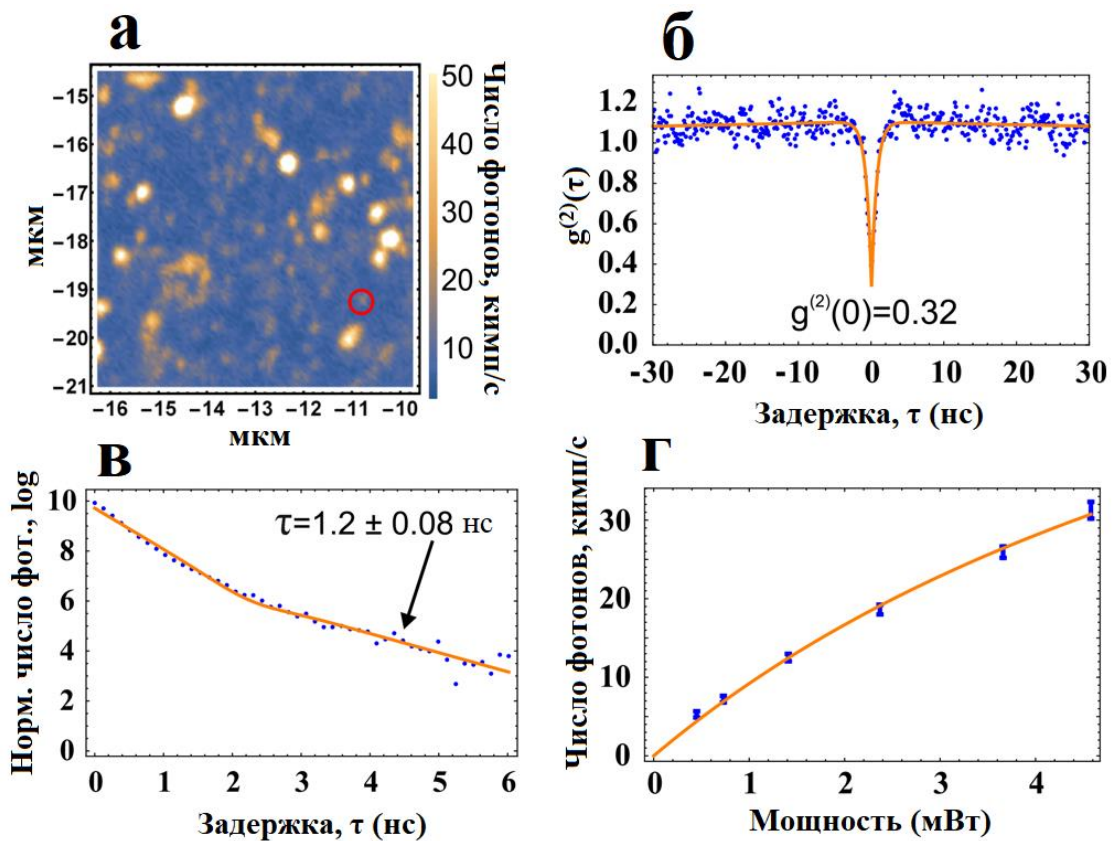 а
мкм
−15
−16
−17
−18
−19
−20
−21
−16 −15 −14 −13 −12 −11 −10
мкм
50
40
30
20
10
Число фотонов, кимп/с
б
g⁽²⁾(τ)
1.2
1.0
0.8
0.6
0.4
0.2
0.0
g⁽²⁾(0)=0.32
-30 -20 -10 0 10 20 30
Задержка, τ (нс)
в
Норм. число фот., log
10
8
6
4
2
0
τ=1.2 ± 0.08 нс
0 1 2 3 4 5 6
Задержка, τ (нс)
г
Число фотонов, кимп/с
30
20
10
0
0 1 2 3 4
Мощность (мВт)